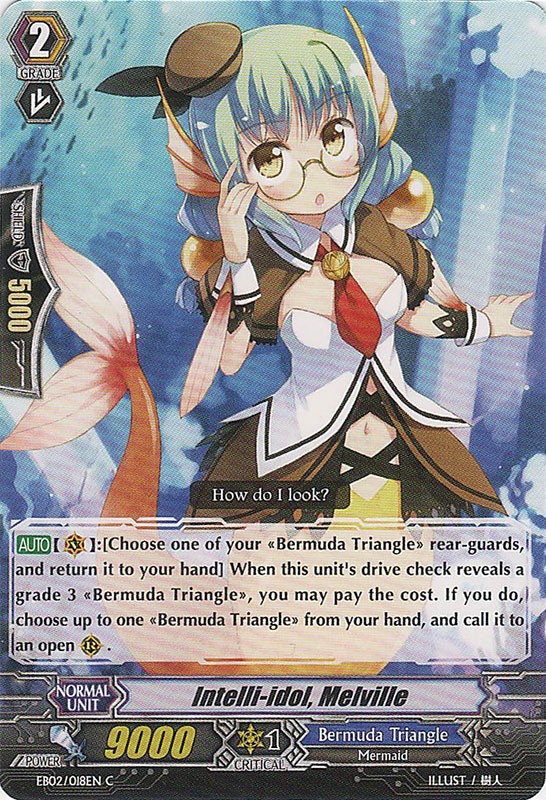 2
GRADE
SHIELD
5000
How do I look?
AUTO【 】:[Choose one of your «Bermuda Triangle» rear-guards,
and return it to your hand] When this unit's drive check reveals a
grade 3 «Bermuda Triangle», you may pay the cost. If you do,
choose up to one «Bermuda Triangle» from your hand, and call it to
an open R .
NORMAL
UNIT
Intelli-idol, Melville
POWER
9000
1
CRITICAL
Bermuda Triangle
Mermaid
EB02/018EN C
ILLUST / 樹人